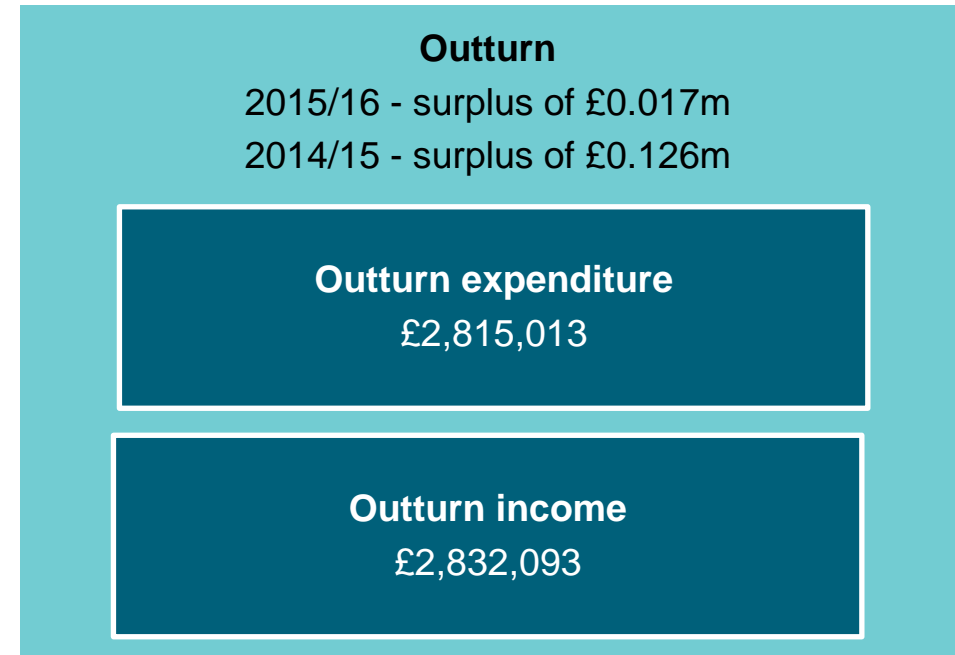 Outturn
2015/16 - surplus of £0.017m
2014/15 - surplus of £0.126m
Outturn expenditure
£2,815,013
Outturn income
£2,832,093